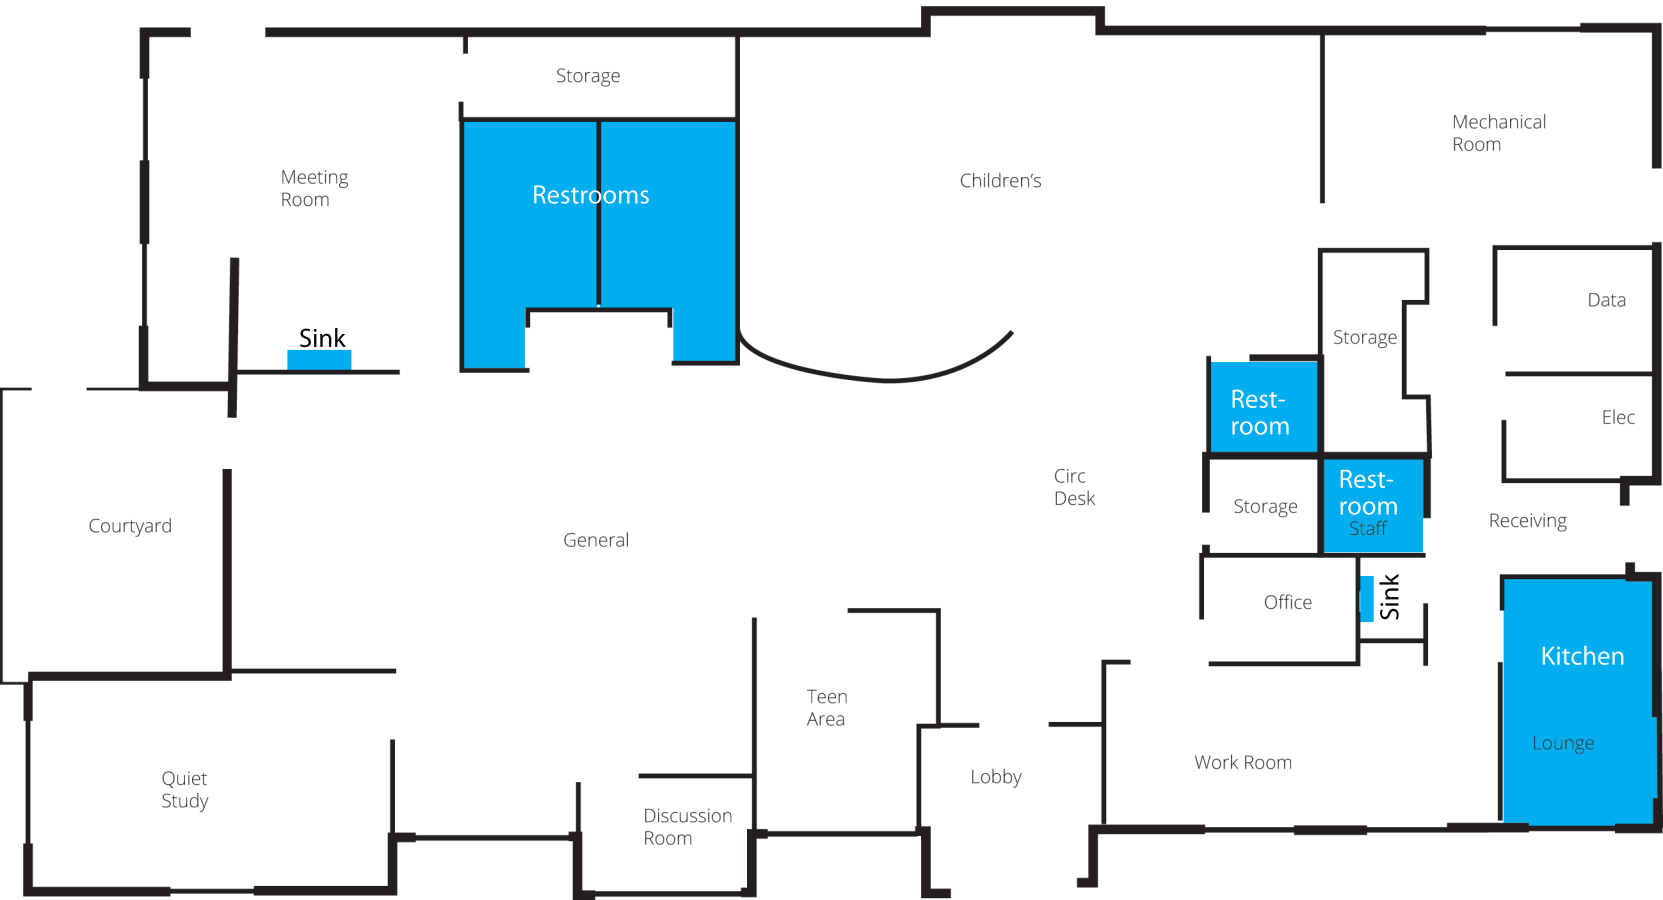 Storage
Mechanical
Room
Meeting
Room
Restrooms
Children's
Data
Sink
Storage
Rest-
room
Elec
Circ
Desk
Rest-
room
Staff
Storage
Receiving
Courtyard
General
Office
Sink
Kitchen
Teen
Area
Lounge
Work Room
Lobby
Quiet
Study
Discussion
Room